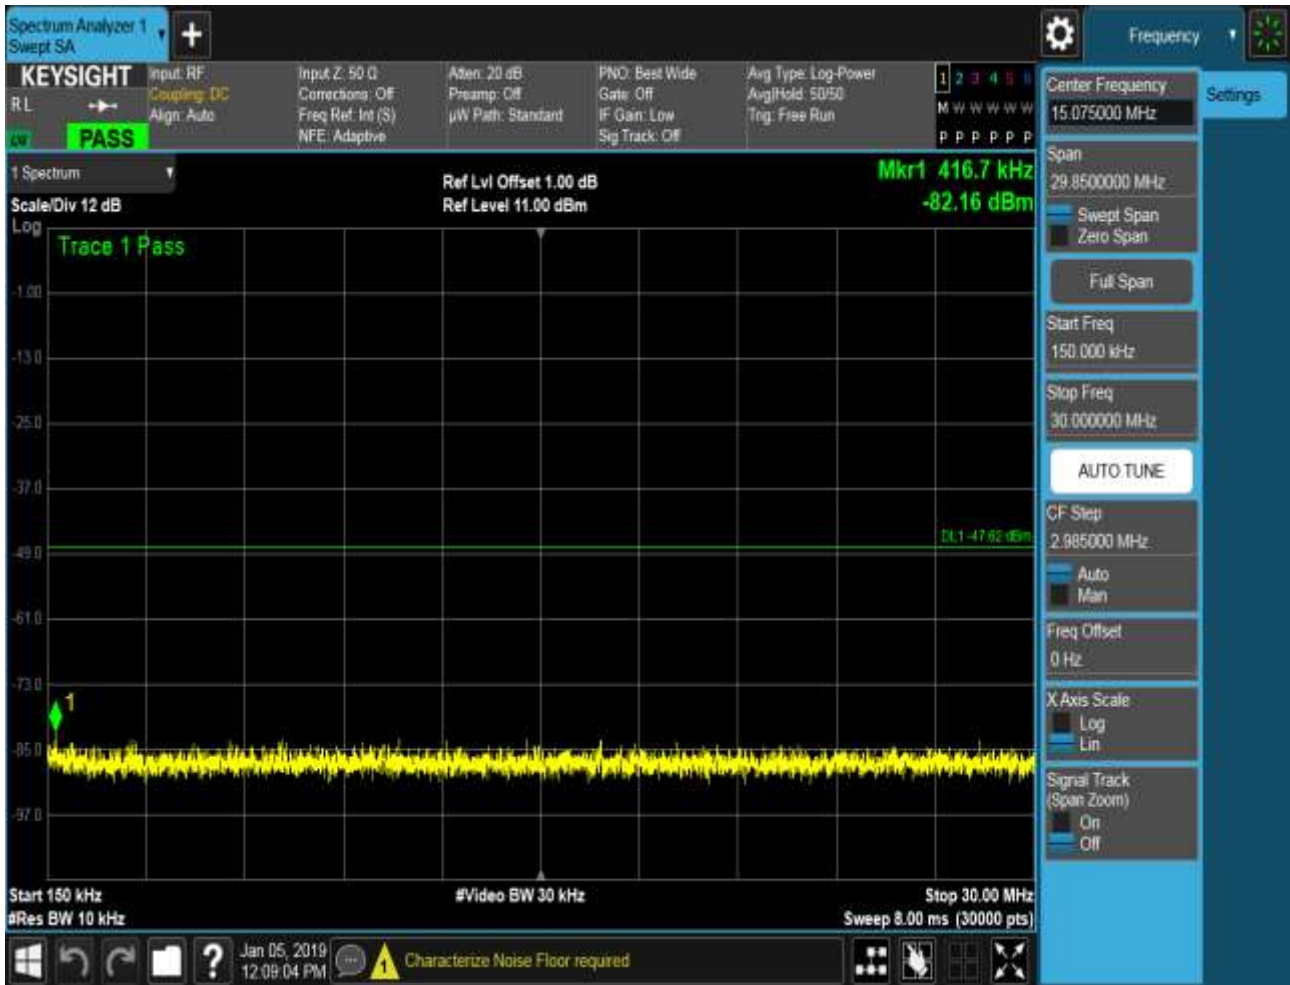 Spectrum Analyzer 1
Swept SA
+
Frequency
KEYSIGHT
R L
PASS
Input: RF
Coupling: DC
Align: Auto
Input Z: 50 Ω
Corrections: Off
Freq Ref: Int (S)
NFE: Adaptive
Atten: 20 dB
Preamp: Off
µW Path: Standard
PNO: Best Wide
Gate: Off
IF Gain: Low
Sig Track: Off
Avg Type: Log-Power
Avg|Hold: 50/50
Trig: Free Run
1 2 3 4 5 6
M W W W W W
P P P P P P
1 Spectrum
Scale/Div 12 dB
Ref Lvl Offset 1.00 dB
Ref Level 11.00 dBm
Mkr1 416.7 kHz
-82.16 dBm
Log
Trace 1 Pass
-1.00
-13.0
-25.0
-37.0
DL1 -47.62 dBm
-49.0
-61.0
-73.0
1
-85.0
-97.0
Start 150 kHz
#Res BW 10 kHz
#Video BW 30 kHz
Stop 30.00 MHz
Sweep 8.00 ms (30000 pts)
Center Frequency
15.075000 MHz
Span
29.8500000 MHz
Swept Span
Zero Span
Full Span
Start Freq
150.000 kHz
Stop Freq
30.000000 MHz
AUTO TUNE
CF Step
2.985000 MHz
Auto
Man
Freq Offset
0 Hz
X Axis Scale
Log
Lin
Signal Track
(Span Zoom)
On
Off
Settings
?
Jan 05, 2019
12:09:04 PM
1
Characterize Noise Floor required